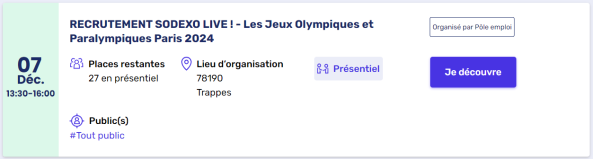 07
Déc.
13:30-16:00
RECRUTEMENT SODEXO LIVE ! - Les Jeux Olympiques et
Paralympiques Paris 2024
Organisé par Pôle emploi
Places restantes
27 en présentiel
Lieu d'organisation
78190
Trappes
Présentiel
Je découvre
Public(s)
#Tout public